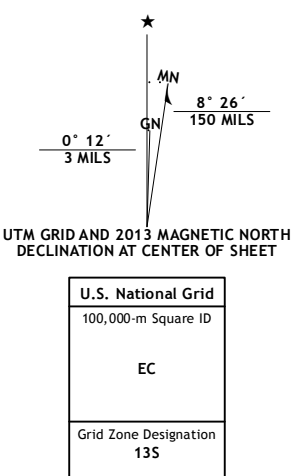 MN
8° 26´
150 MILS
GN
0° 12´
3 MILS
UTM GRID AND 2013 MAGNETIC NORTH
DECLINATION AT CENTER OF SHEET
U.S. National Grid
100,000-m Square ID
EC
Grid Zone Designation
13S